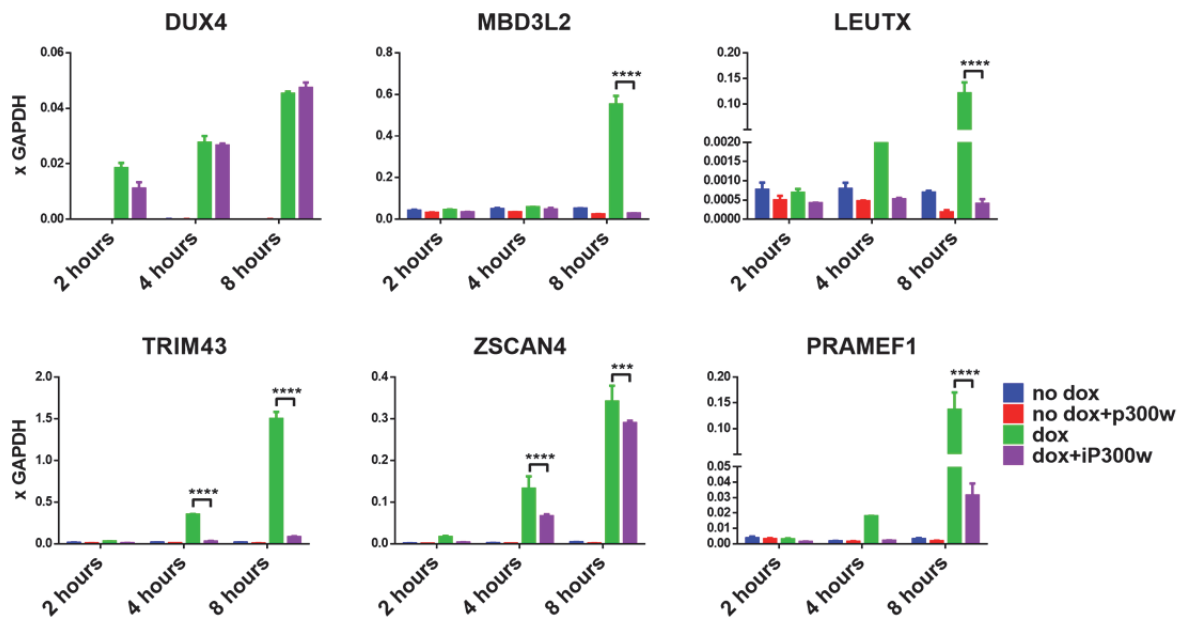 DUX4
MBD3L2
LEUTX
x GAPDH
0.06
0.04
0.02
0.00
2 hours
4 hours
8 hours
0.8
0.6
0.4
0.2
0.0
****
2 hours
4 hours
8 hours
0.20
0.15
0.10
0.0020
0.0015
0.0010
0.0005
0.0000
****
2 hours
4 hours
8 hours
TRIM43
ZSCAN4
PRAMEF1
x GAPDH
2.0
1.5
1.0
0.5
0.0
****
****
2 hours
4 hours
8 hours
0.4
0.3
0.2
0.1
0.0
****
***
2 hours
4 hours
8 hours
0.20
0.15
0.10
0.05
0.04
0.03
0.02
0.01
0.00
****
2 hours
4 hours
8 hours
no dox
no dox+p300w
dox
dox+iP300w